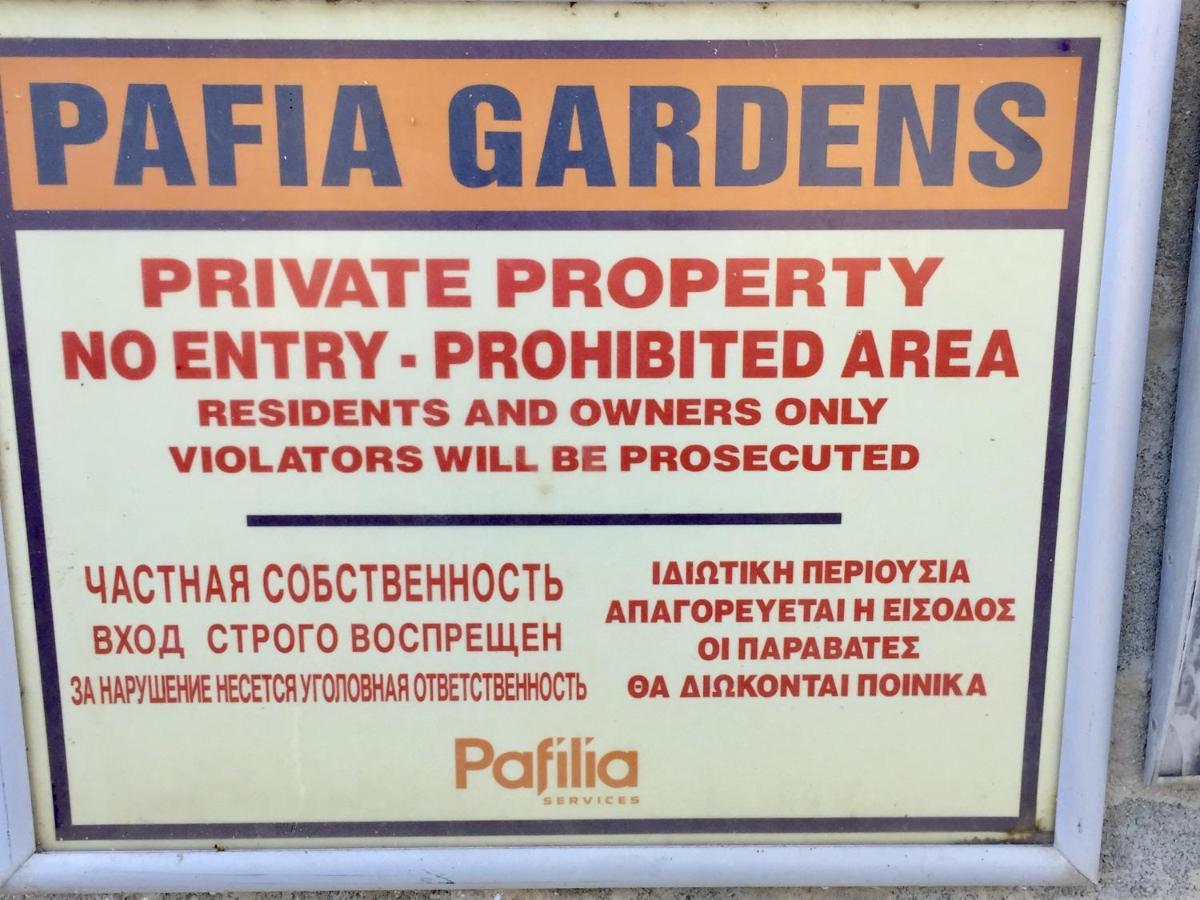 PAFIA GARDENS
PRIVATE PROPERTY
NO ENTRY - PROHIBITED AREA
RESIDENTS AND OWNERS ONLY
VIOLATORS WILL BE PROSECUTED
ЧАСТНАЯ СОБСТВЕННОСТЬ
ВХОД СТРОГО ВОСПРЕЩЕН
ЗА НАРУШЕНИЕ НЕСЕТСЯ УГОЛОВНАЯ ОТВЕТСТВЕННОСТЬ
ΙΔΙΩΤΙΚΗ ΠΕΡΙΟΥΣΙΑ
ΑΠΑΓΟΡΕΥΕΤΑΙ Η ΕΙΣΟΔΟΣ
ΟΙ ΠΑΡΑΒΑΤΕΣ
ΘΑ ΔΙΩΚΟΝΤΑΙ ΠΟΙΝΙΚΑ
Pafilia
SERVICES